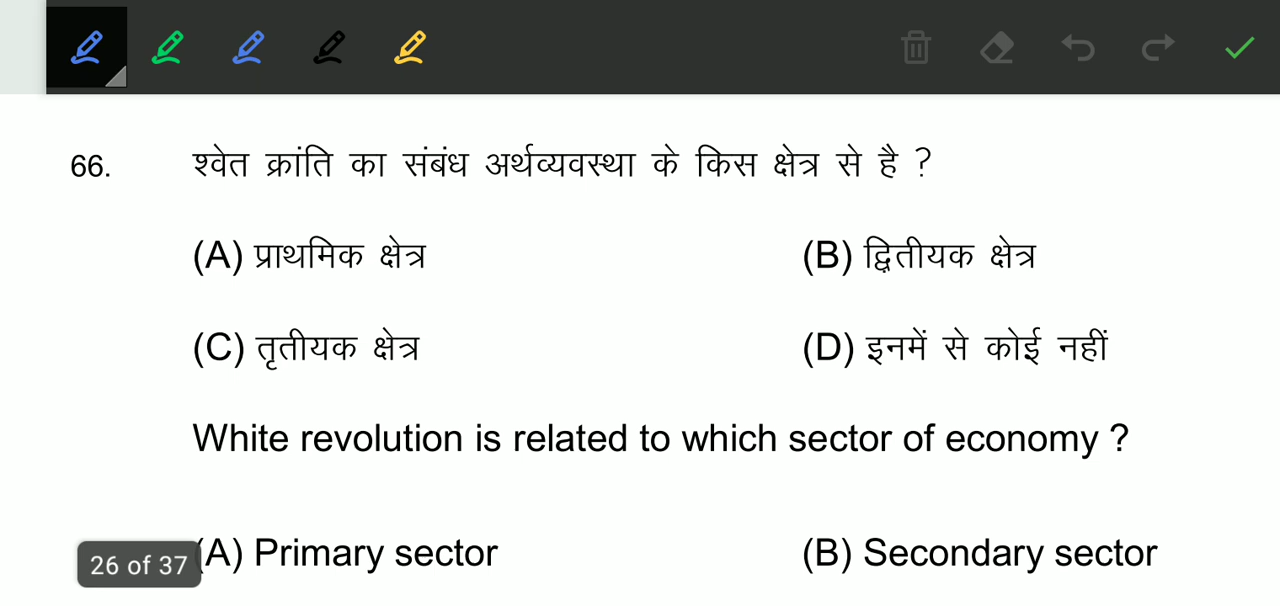 66. श्वेत क्रांति का संबंध अर्थव्यवस्था के किस क्षेत्र से है ?
(A) प्राथमिक क्षेत्र (B) द्वितीयक क्षेत्र
(C) तृतीयक क्षेत्र (D) इनमें से कोई नहीं
White revolution is related to which sector of economy ?
(A) Primary sector (B) Secondary sector
26 of 37